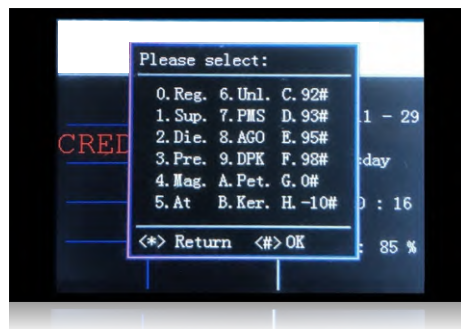 Please select:
0.Reg. 6.Unl. C.92#
1.Sup. 7.PMS D.93#
2.Die. 8.AGO E.95#
3.Pre. 9.DPK F.98#
4.Mag. A.Pet. G.0#
5.At B.Ker. H.-10#
<*> Return <#>OK
CRED
1 - 29
day
: 16
: 85 %